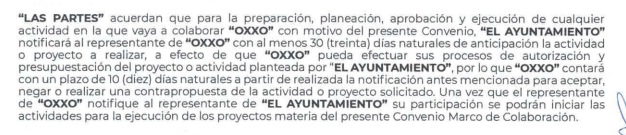 "LAS PARTES" acuerdan que para la preparación, planeación, aprobación y ejecución de cualquier
actividad en la que vaya a colaborar "OXXO" con motivo del presente Convenio, "EL AYUNTAMIENTO"
notificará al representante de "OXXO" con al menos 30 (treinta) días naturales de anticipación la actividad
o proyecto a realizar, a efecto de que "OXXO" pueda efectuar sus procesos de autorización y
presupuestación del proyecto o actividad planteada por "EL AYUNTAMIENTO", por lo que "OXXO" contará
con un plazo de 10 (diez) días naturales a partir de realizada la notificación antes mencionada para aceptar,
negar o realizar una contrapropuesta de la actividad o proyecto solicitado. Una vez que el representante
de "OXXO" notifique al representante de "EL AYUNTAMIENTO" su participación se podrán iniciar las
actividades para la ejecución de los proyectos materia del presente Convenio Marco de Colaboración.